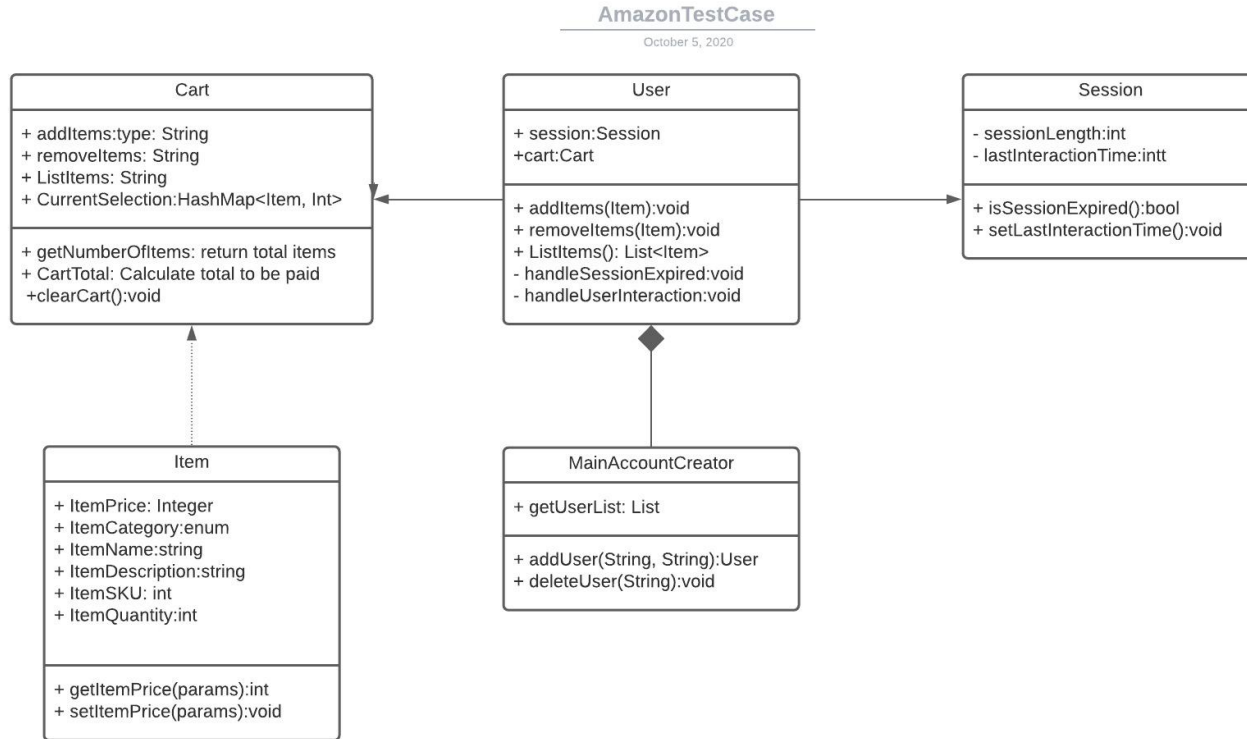 AmazonTestCase
October 5, 2020
Cart
+ addItems:type: String
+ removeItems: String
+ ListItems: String
+ CurrentSelection:HashMap<Item, Int>
+ getNumberOfItems: return total items
+ CartTotal: Calculate total to be paid
+clearCart():void
User
+ session:Session
+cart:Cart
+ addItems(Item):void
+ removeItems(Item):void
+ ListItems(): List<Item>
- handleSessionExpired:void
- handleUserInteraction:void
Session
- sessionLength:int
- lastInteractionTime:intt
+ isSessionExpired():bool
+ setLastInteractionTime():void
Item
+ ItemPrice: Integer
+ ItemCategory:enum
+ ItemName:string
+ ItemDescription:string
+ ItemSKU: int
+ ItemQuantity:int
+ getItemPrice(params):int
+ setItemPrice(params):void
MainAccountCreator
+ getUserList: List
+ addUser(String, String):User
+ deleteUser(String):void